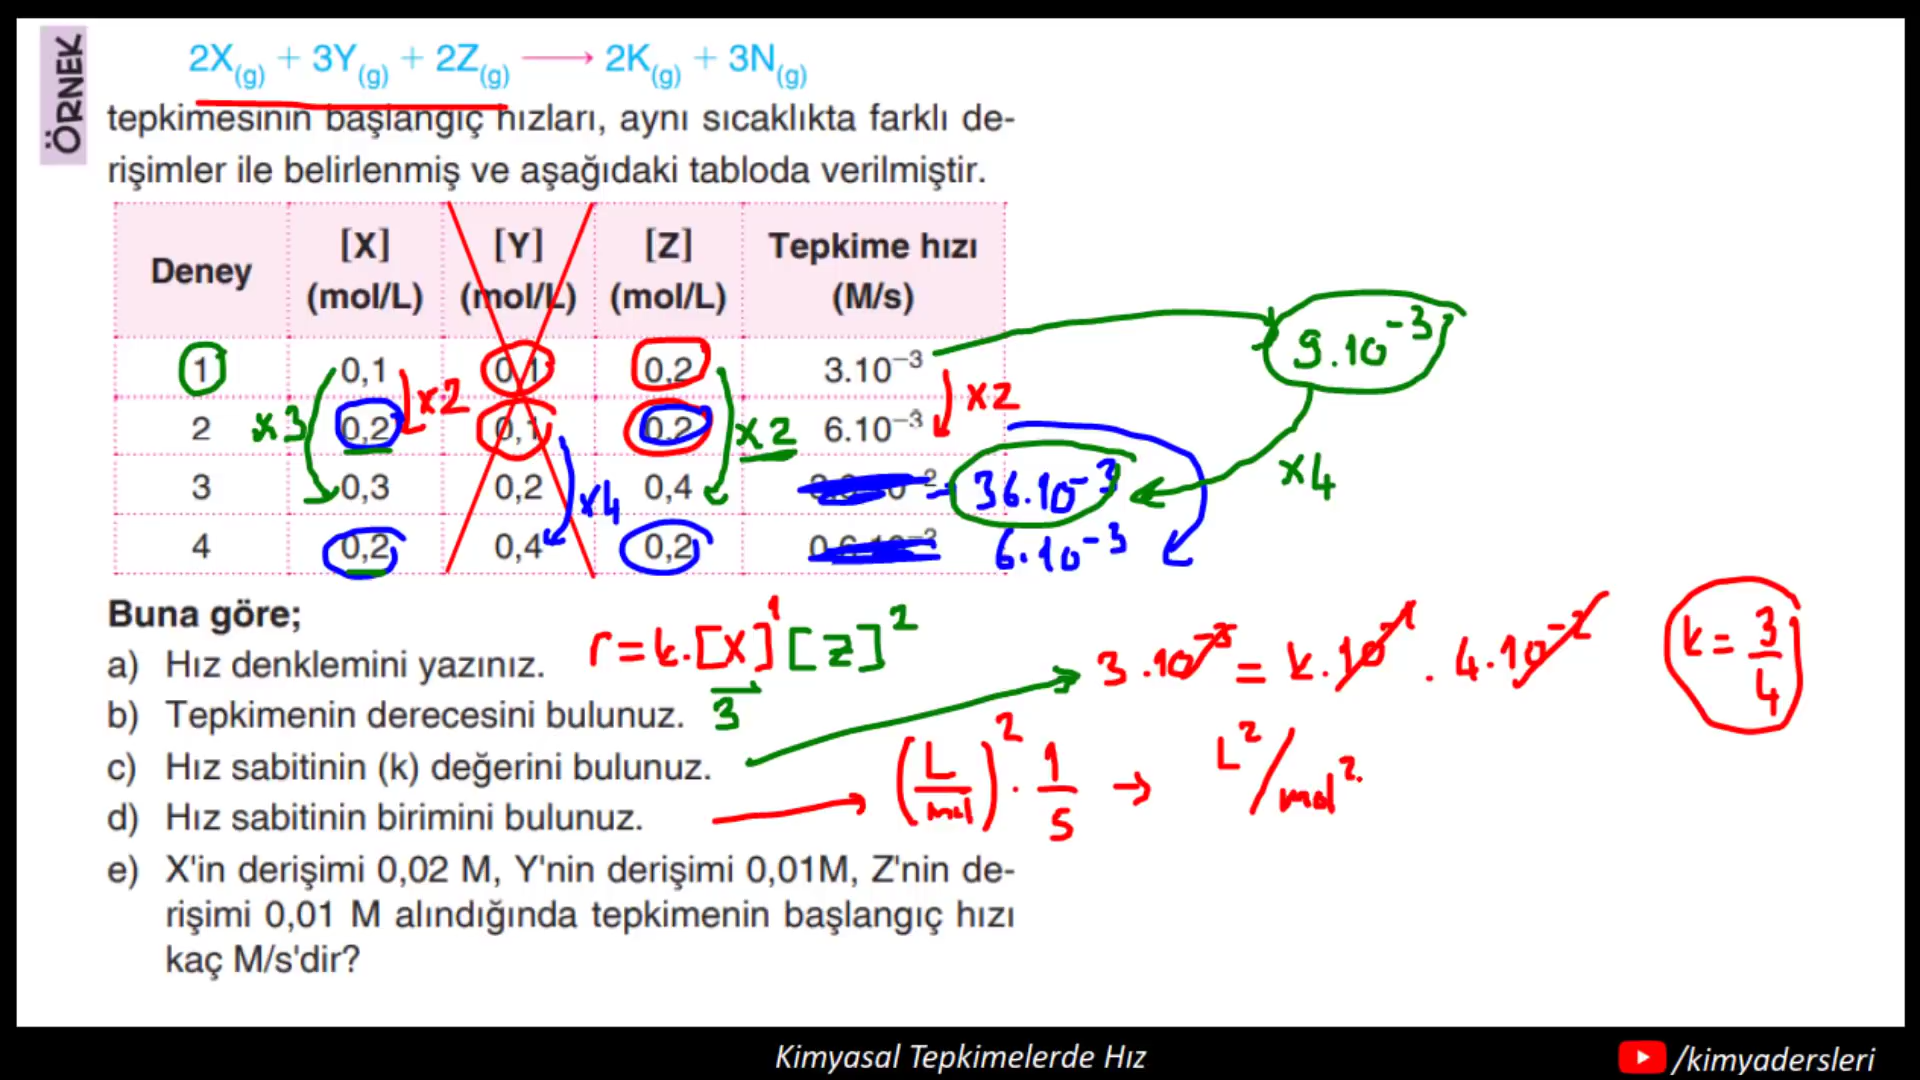 ÖRNEK
2X(g) + 3Y(g) + 2Z(g) ⟶ 2K(g) + 3N(g)
tepkimesinin başlangıç hızları, aynı sıcaklıkta farklı de-
rişimler ile belirlenmiş ve aşağıdaki tabloda verilmiştir.
Deney [X] (mol/L) [Y] (mol/L) [Z] (mol/L) Tepkime hızı (M/s)
1 0,1 0,1 0,2 3.10⁻³ 9.10⁻³
x3 x2 x2 x2
2 0,2 0,1 0,2 6.10⁻³
x4 x4
3 0,3 0,2 0,4 = 36.10⁻³
4 0,2 0,4 0,2 6.10⁻³
Buna göre;
a) Hız denklemini yazınız. r=k.[X]¹[Z]²
3.10⁻³ = k.10⁻¹ . 4.10⁻² k = 3/4
b) Tepkimenin derecesini bulunuz. 3
c) Hız sabitinin (k) değerini bulunuz.
d) Hız sabitinin birimini bulunuz. (L/mol)² . 1/s → L²/mol².
e) X'in derişimi 0,02 M, Y'nin derişimi 0,01M, Z'nin de-
rişimi 0,01 M alındığında tepkimenin başlangıç hızı
kaç M/s'dir?
Kimyasal Tepkimelerde Hız
/kimyadersleri